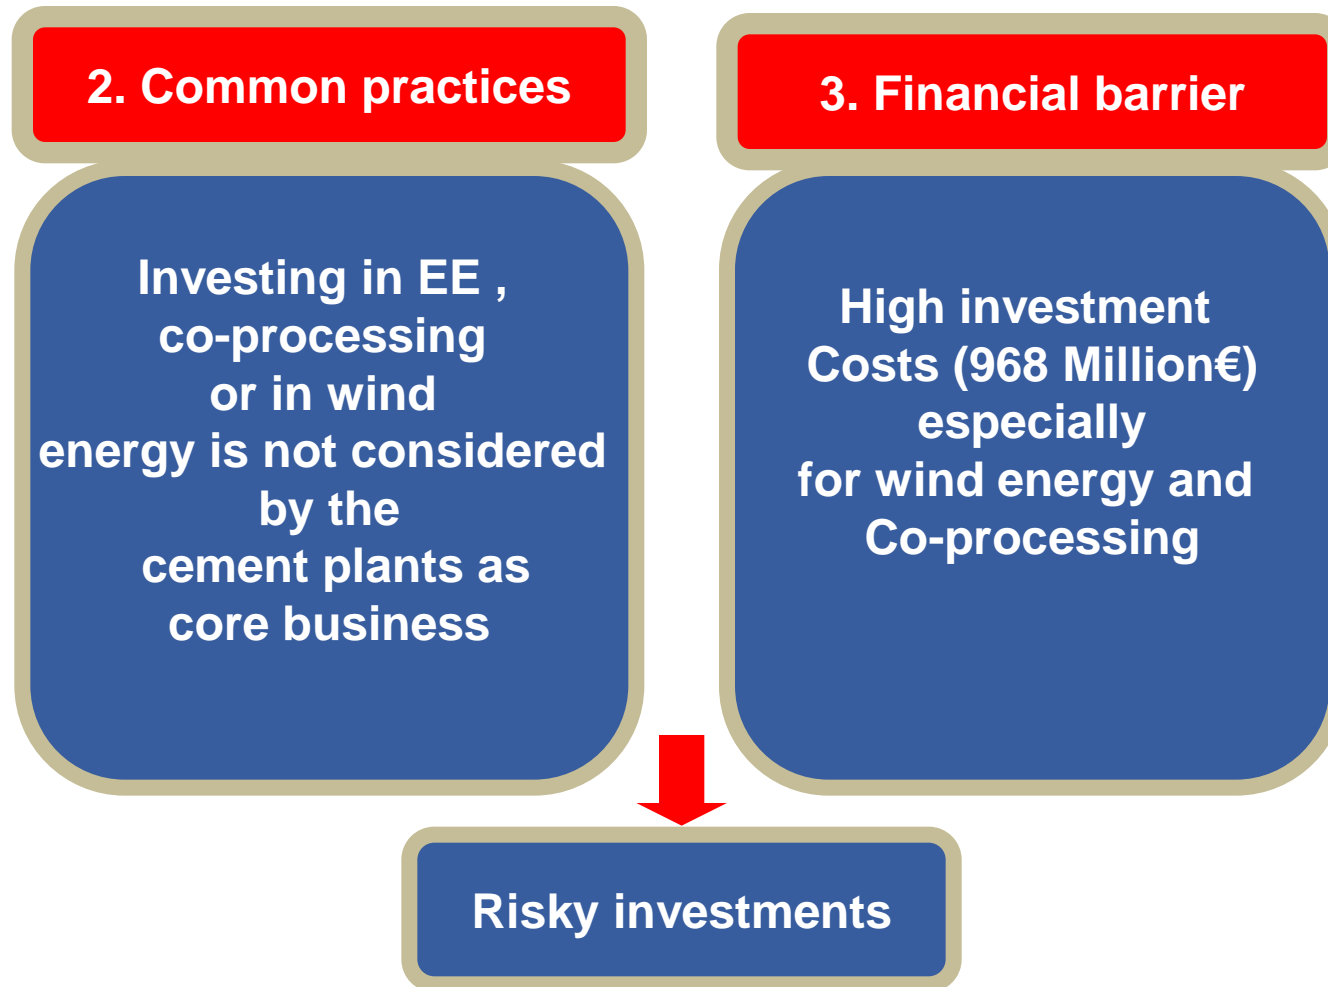 2. Common practices
Investing in EE ,
co-processing
or in wind
energy is not considered
by the
cement plants as
core business
3. Financial barrier
High investment
Costs (968 Million€)
especially
for wind energy and
Co-processing
Risky investments